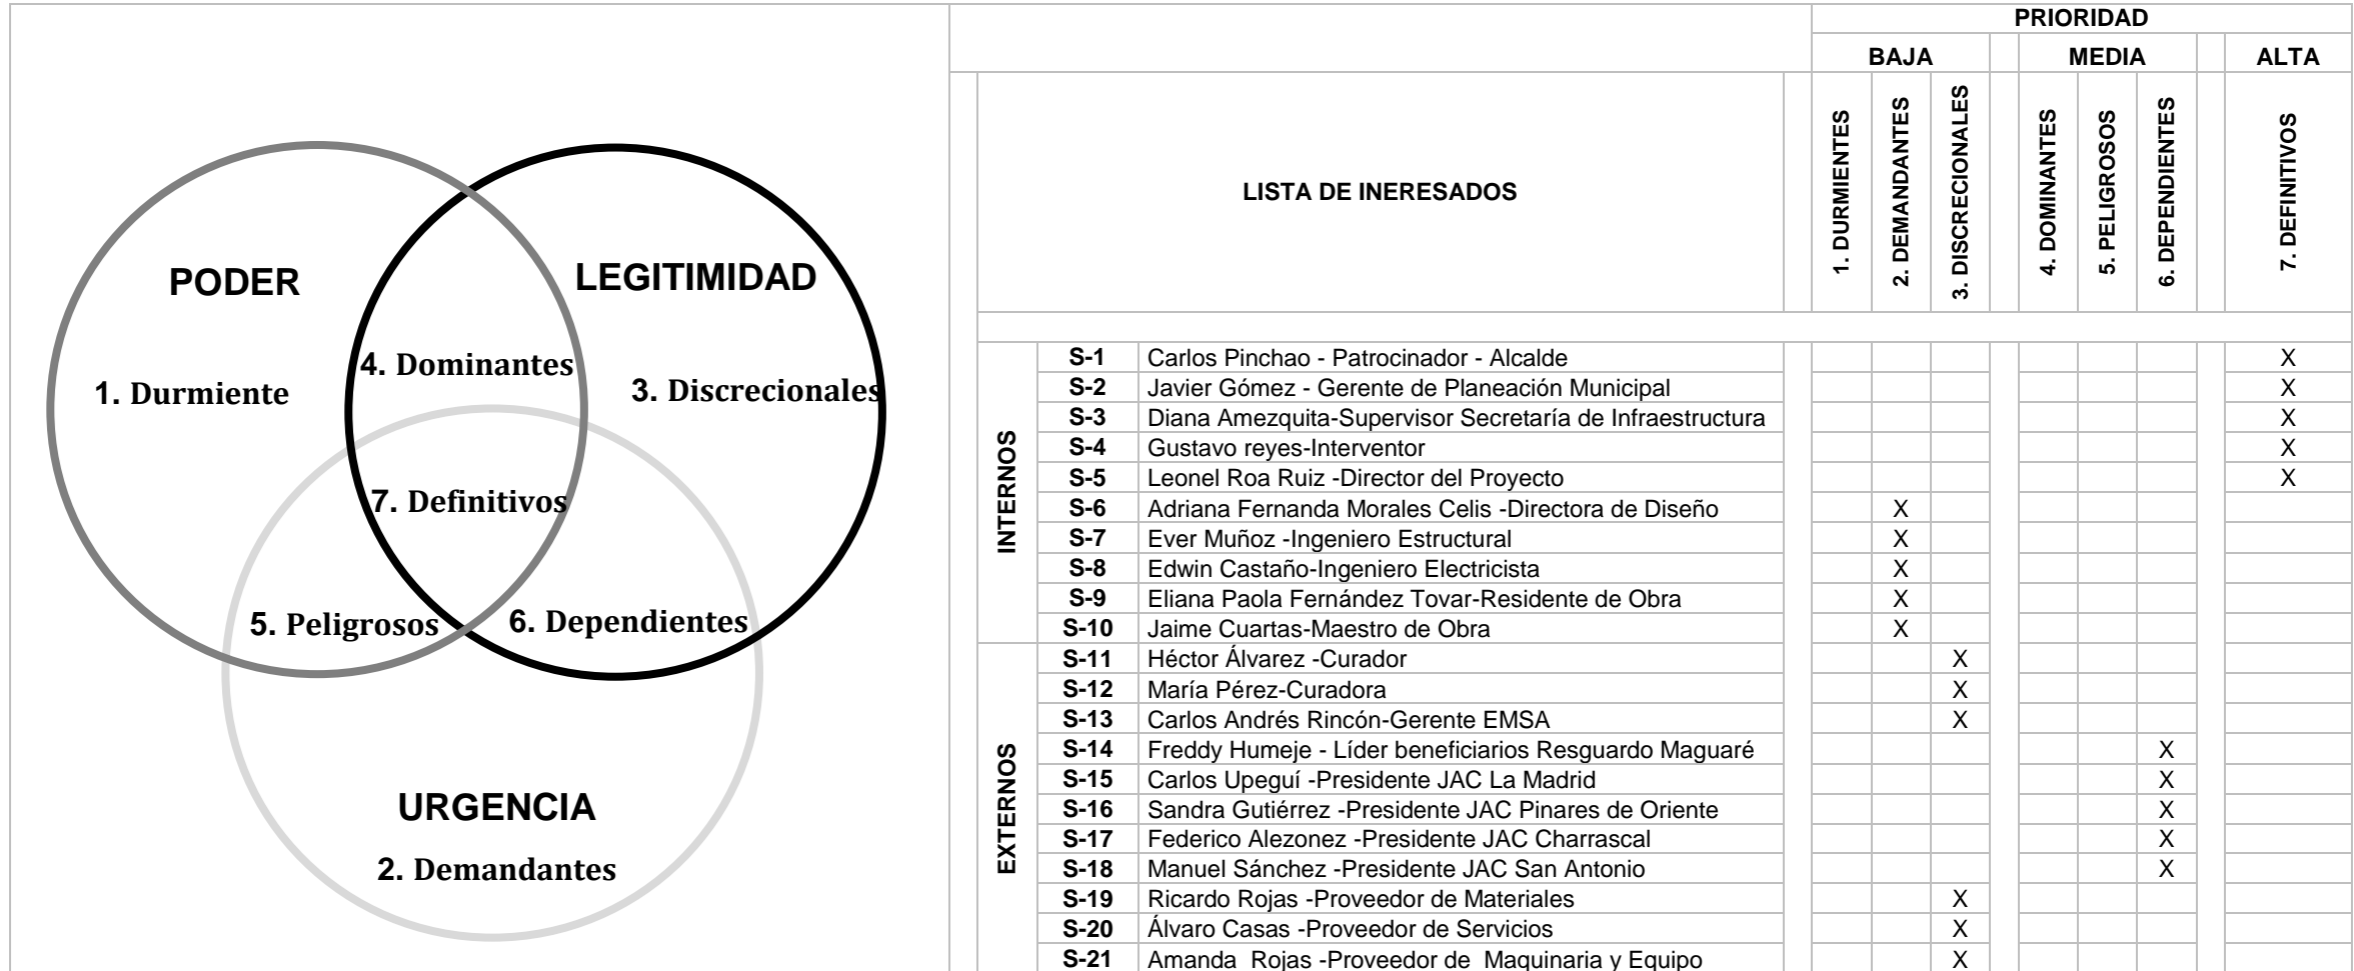 PODER
LEGITIMIDAD
4. Dominantes
1. Durmiente
3. Discrecionales
7. Definitivos
5. Peligrosos
6. Dependientes
URGENCIA
2. Demandantes
PRIORIDAD
BAJA MEDIA ALTA
LISTA DE INERESADOS
1. DURMIENTES
2. DEMANDANTES
3. DISCRECIONALES
4. DOMINANTES
5. PELIGROSOS
6. DEPENDIENTES
7. DEFINITIVOS
INTERNOS
S-1 Carlos Pinchao - Patrocinador - Alcalde X
S-2 Javier Gómez - Gerente de Planeación Municipal X
S-3 Diana Amezquita-Supervisor Secretaría de Infraestructura X
S-4 Gustavo reyes-Interventor X
S-5 Leonel Roa Ruiz -Director del Proyecto X
S-6 Adriana Fernanda Morales Celis -Directora de Diseño X
S-7 Ever Muñoz -Ingeniero Estructural X
S-8 Edwin Castaño-Ingeniero Electricista X
S-9 Eliana Paola Fernández Tovar-Residente de Obra X
S-10 Jaime Cuartas-Maestro de Obra X
EXTERNOS
S-11 Héctor Álvarez -Curador X
S-12 María Pérez-Curadora X
S-13 Carlos Andrés Rincón-Gerente EMSA X
S-14 Freddy Humeje - Líder beneficiarios Resguardo Maguaré X
S-15 Carlos Upeguí -Presidente JAC La Madrid X
S-16 Sandra Gutiérrez -Presidente JAC Pinares de Oriente X
S-17 Federico Alezonez -Presidente JAC Charrascal X
S-18 Manuel Sánchez -Presidente JAC San Antonio X
S-19 Ricardo Rojas -Proveedor de Materiales X
S-20 Álvaro Casas -Proveedor de Servicios X
S-21 Amanda Rojas -Proveedor de Maquinaria y Equipo X